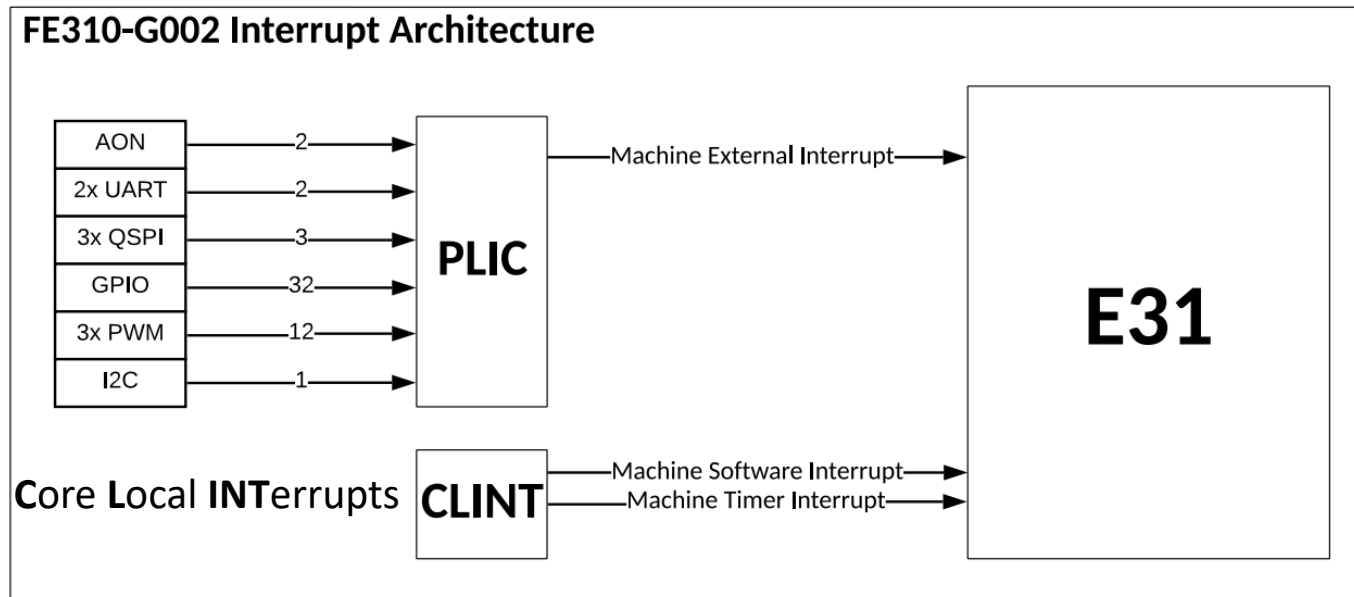 FE310-G002 Interrupt Architecture
AON
2
2x UART
2
3x QSPI
3
GPIO
32
3x PWM
12
I2C
1
PLIC
Machine External Interrupt
E31
Core Local INTerrupts
CLINT
Machine Software Interrupt
Machine Timer Interrupt